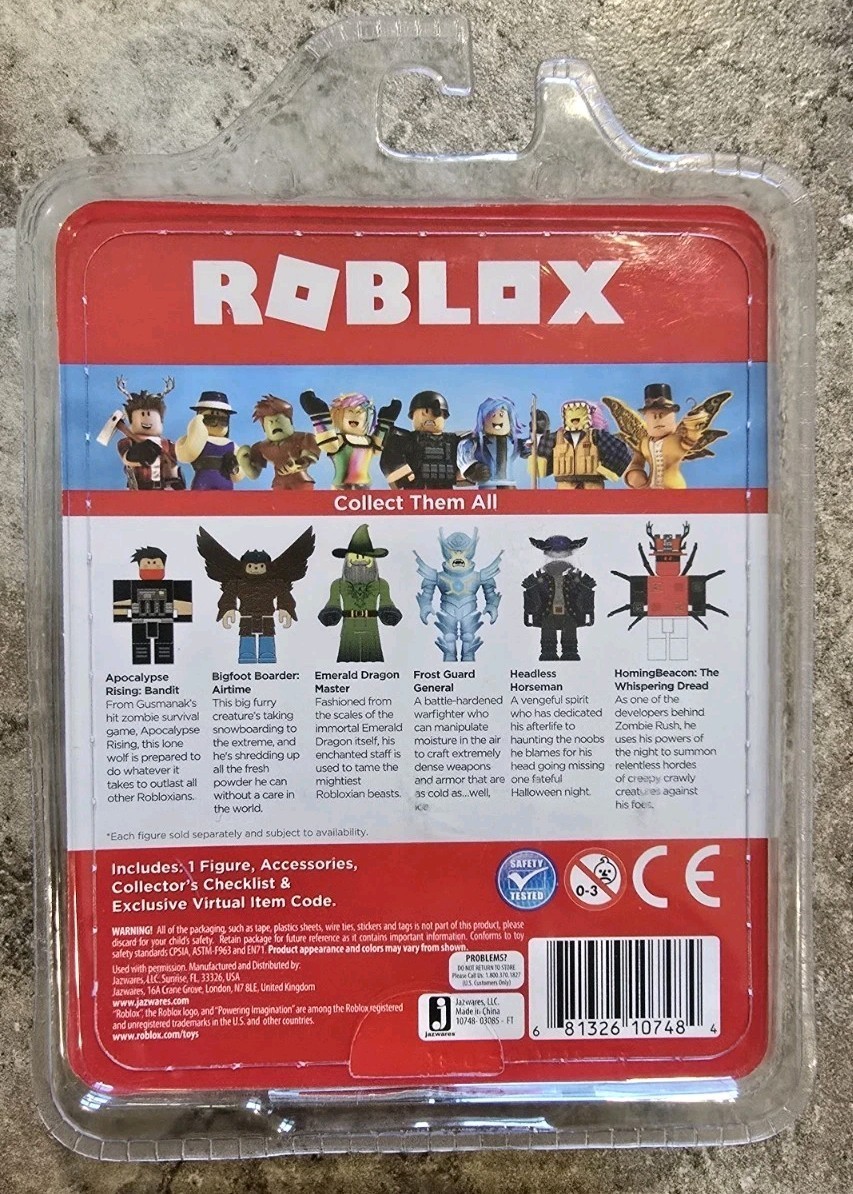 ROBLOX
Collect Them All
Apocalypse
Rising: Bandit
From Gusmanak's
hit zombie survival
game, Apocalypse
Rising, this lone
wolf is prepared to
do whatever it
takes to outlast all
other Robloxians.
Bigfoot Boarder:
Airtime
This big furry
creature's taking
snowboarding to
the extreme, and
he's shredding up
all the fresh
powder he can
without a care in
the world.
Emerald Dragon
Master
Fashioned from
the scales of the
immortal Emerald
Dragon itself, his
enchanted staff is
used to tame the
mightiest
Robloxian beasts.
Frost Guard
General
A battle-hardened
warfighter who
can manipulate
moisture in the air
to craft extremely
dense weapons
and armor that are
as cold as...well,
ice.
Headless
Horseman
A vengeful spirit
who has dedicated
his afterlife to
haunting the noobs
he blames for his
head going missing
one fateful
Halloween night.
HomingBeacon: The
Whispering Dread
As one of the
developers behind
Zombie Rush, he
uses his powers of
the night to summon
relentless hordes
of creepy crawly
creatures against
his foes.
*Each figure sold separately and subject to availability.
Includes: 1 Figure, Accessories,
Collector's Checklist &
Exclusive Virtual Item Code.
SAFETY
TESTED
0-3
CE
WARNING! All of the packaging, such as tape, plastics sheets, wire ties, stickers and tags is not part of this product, please
discard for your child's safety. Retain package for future reference as it contains important information. Conforms to toy
safety standards CPSIA, ASTM-F963 and EN71. Product appearance and colors may vary from shown.
Used with permission. Manufactured and Distributed by:
Jazwares, LLC. Sunrise, FL, 33326, USA
Jazwares, 16A Crane Grove, London, N7 8LE, United Kingdom
www.jazwares.com
"Roblox", the Roblox logo, and "Powering Imagination" are among the Roblox registered
and unregistered trademarks in the U.S. and other countries.
www.roblox.com/toys
PROBLEMS?
DO NOT RETURN TO STORE
Please Call Us: 1.800.370.1827
(U.S. Customers Only)
j
jazwares
Jazwares, LLC.
Made in China
10748-03085 - F1
6 81326 10748 4